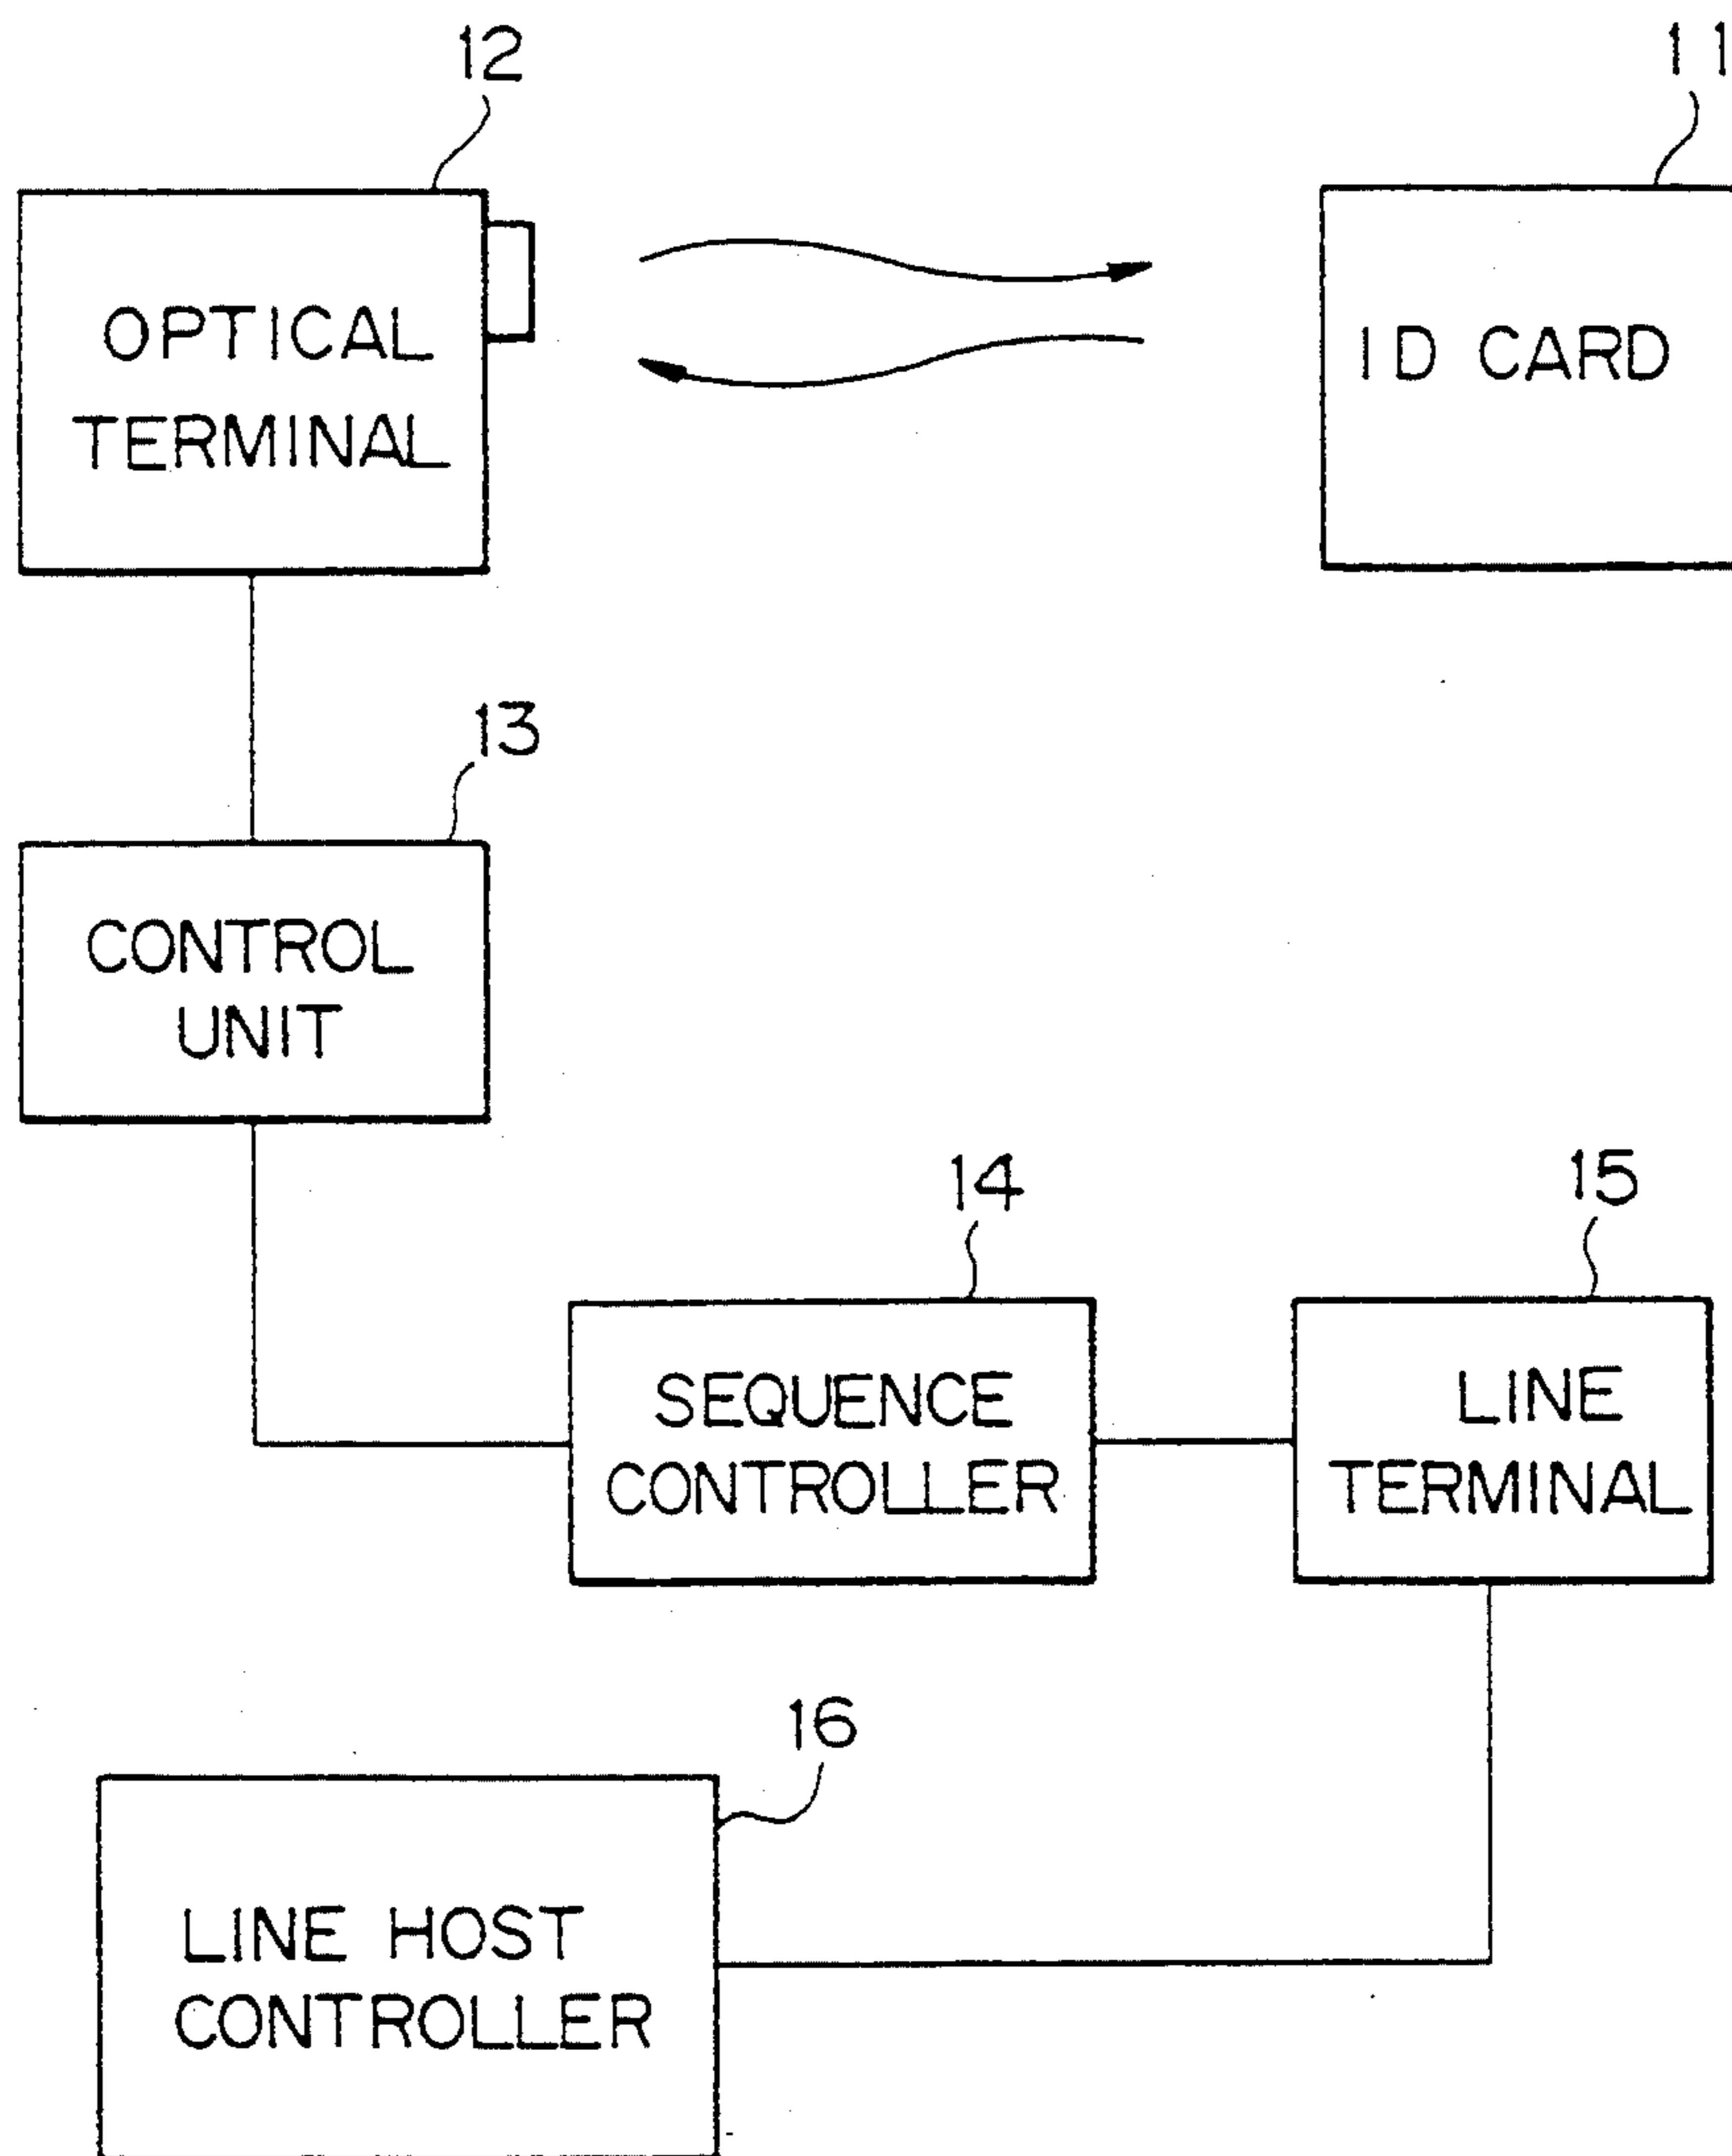 12
11
OPTICAL
TERMINAL
ID CARD
13
CONTROL
UNIT
14
15
SEQUENCE
CONTROLLER
LINE
TERMINAL
16
LINE HOST
CONTROLLER